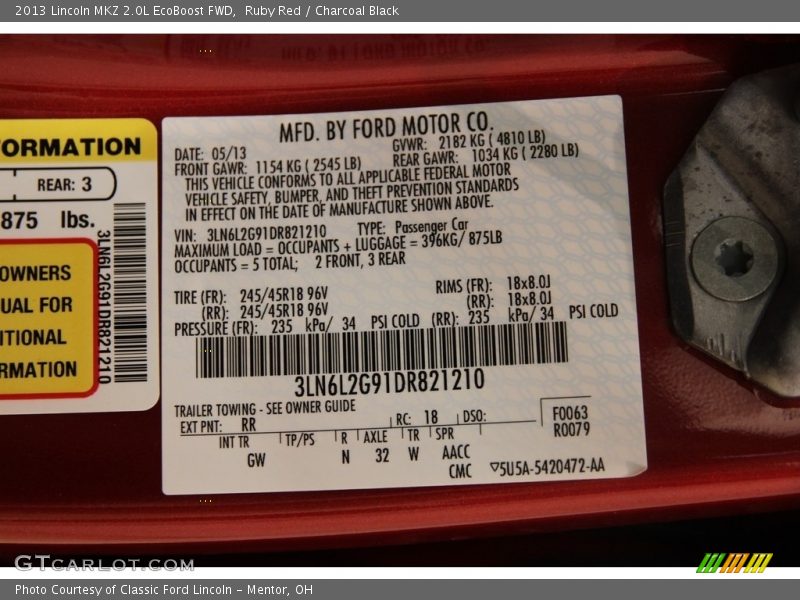 2013 Lincoln MKZ 2.0L EcoBoost FWD, Ruby Red / Charcoal Black
ORMATION
REAR: 3
875 lbs.
OWNERS
UAL FOR
ITIONAL
RMATION
3LN6L2G91DR821210
MFD. BY FORD MOTOR CO.
DATE: 05/13 GVWR: 2182 KG ( 4810 LB)
FRONT GAWR: 1154 KG ( 2545 LB) REAR GAWR: 1034 KG ( 2280 LB)
THIS VEHICLE CONFORMS TO ALL APPLICABLE FEDERAL MOTOR
VEHICLE SAFETY, BUMPER, AND THEFT PREVENTION STANDARDS
IN EFFECT ON THE DATE OF MANUFACTURE SHOWN ABOVE.
VIN: 3LN6L2G91DR821210 TYPE: Passenger Car
MAXIMUM LOAD = OCCUPANTS + LUGGAGE = 396KG/ 875LB
OCCUPANTS = 5 TOTAL; 2 FRONT, 3 REAR
TIRE (FR): 245/45R18 96V RIMS (FR): 18x8.0J
(RR): 245/45R18 96V (RR): 18x8.0J
PRESSURE (FR): 235 kPa/ 34 PSI COLD (RR): 235 kPa/ 34 PSI COLD
3LN6L2G91DR821210
TRAILER TOWING - SEE OWNER GUIDE
EXT PNT: RR RC: 18 DSO: F0063
R0079
INT TR TP/PS R AXLE TR SPR
GW N 32 W AACC
CMC ▽5U5A-5420472-AA
GTCARLOT.COM
Photo Courtesy of Classic Ford Lincoln – Mentor, OH